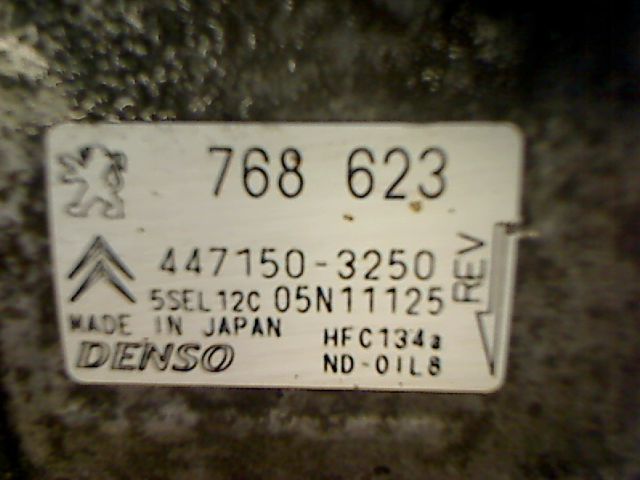 768 623
447150-3250
5SEL12C 05N11125
REV
MADE IN JAPAN
HFC134a
DENSO
ND-OIL8